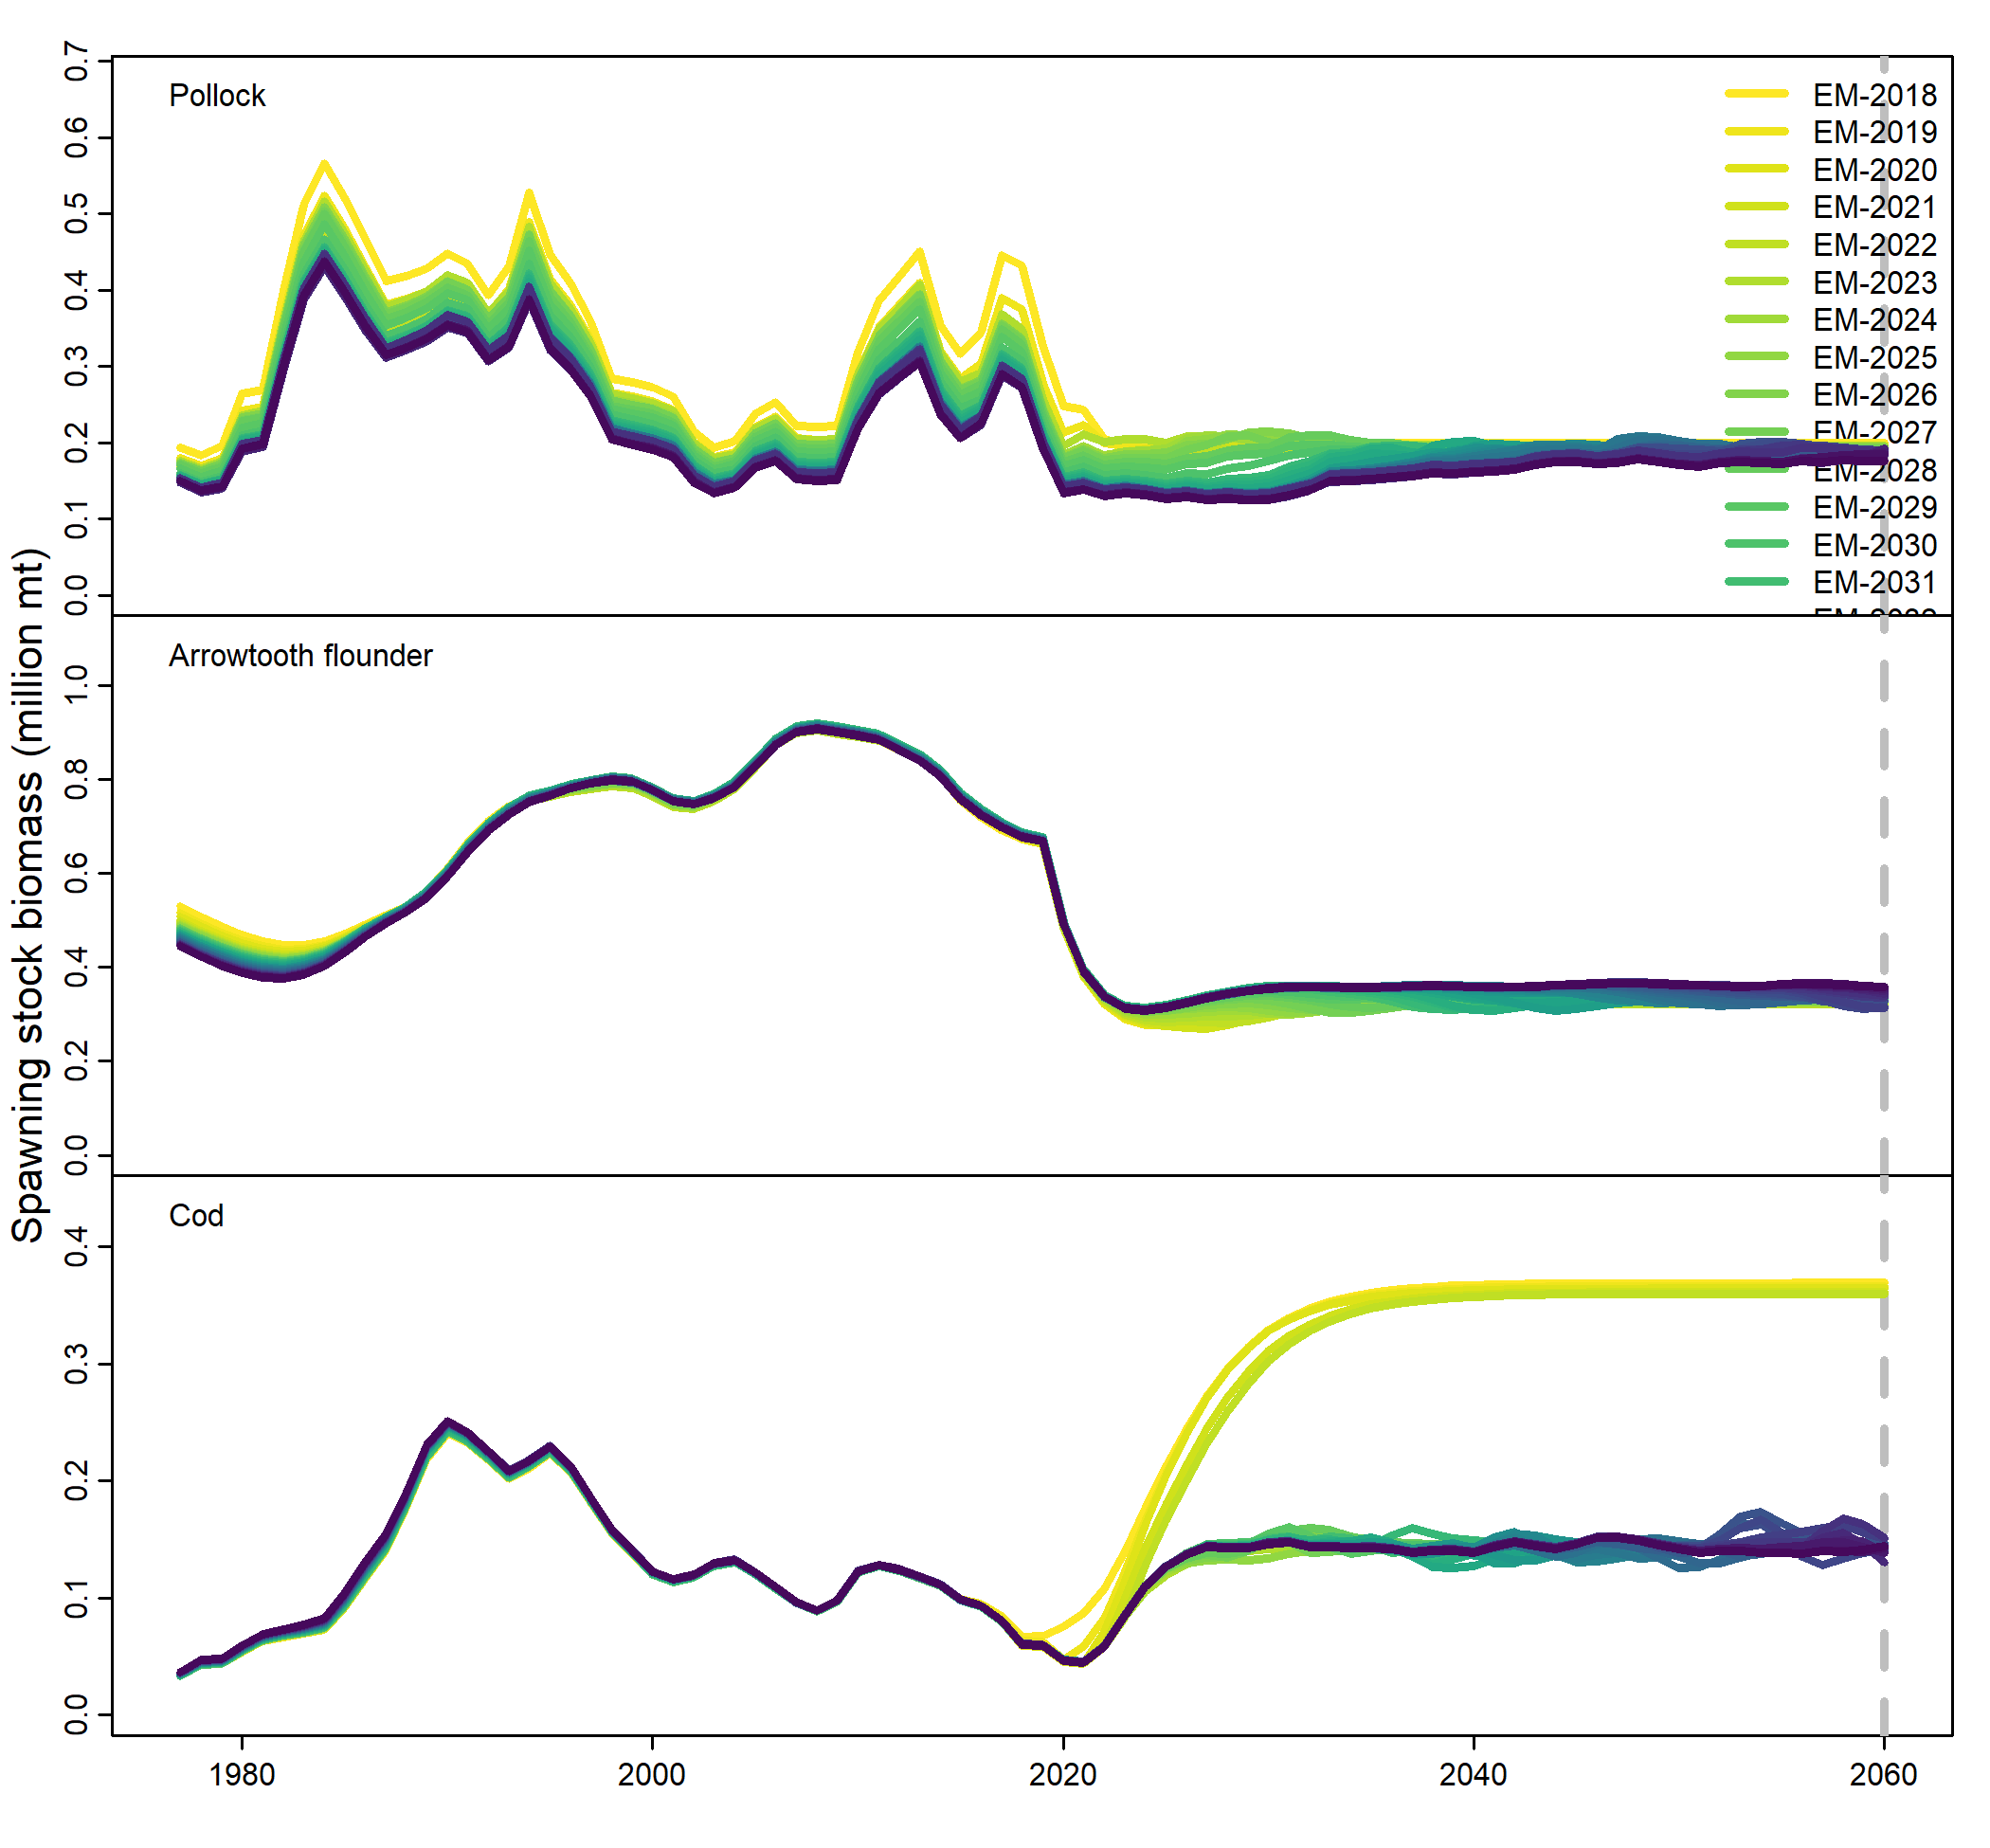 Spawning stock biomass (million mt)
Pollock
0.7
0.6
0.5
0.4
0.3
0.2
0.1
0.0
EM-2018
EM-2019
EM-2020
EM-2021
EM-2022
EM-2023
EM-2024
EM-2025
EM-2026
EM-2027
EM-2028
EM-2029
EM-2030
EM-2031
Arrowtooth flounder
1.0
0.8
0.6
0.4
0.2
0.0
Cod
0.4
0.3
0.2
0.1
0.0
1980 2000 2020 2040 2060